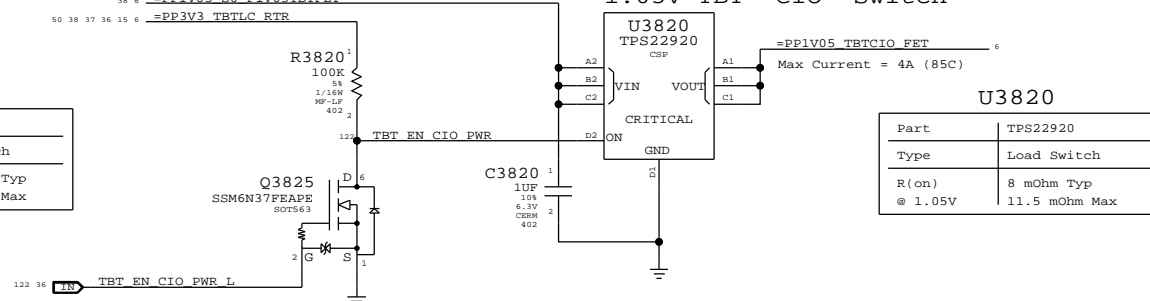 50 38 37 36 15 6 =PP3V3_TBTLC_RTR
U3820
TPS22920
CSP
=PP1V05_TBTCIO_FET 6
Max Current = 4A (85C)
R3820 1
100K
5%
1/16W
MF-LF
402 2
A2 A1
B2 VIN VOUT B1
C2 C1
CRITICAL
122 TBT_EN_CIO_PWR D2 ON
GND
D1
U3820
Part TPS22920
Type Load Switch
R(on) 8 mOhm Typ
@ 1.05V 11.5 mOhm Max
Typ
Max
Q3825
SSM6N37FEAPE
SOT563
D 6
2 G S 1
C3820 1
1UF
10%
6.3V
CERM
402 2
122 36 IN TBT_EN_CIO_PWR_L